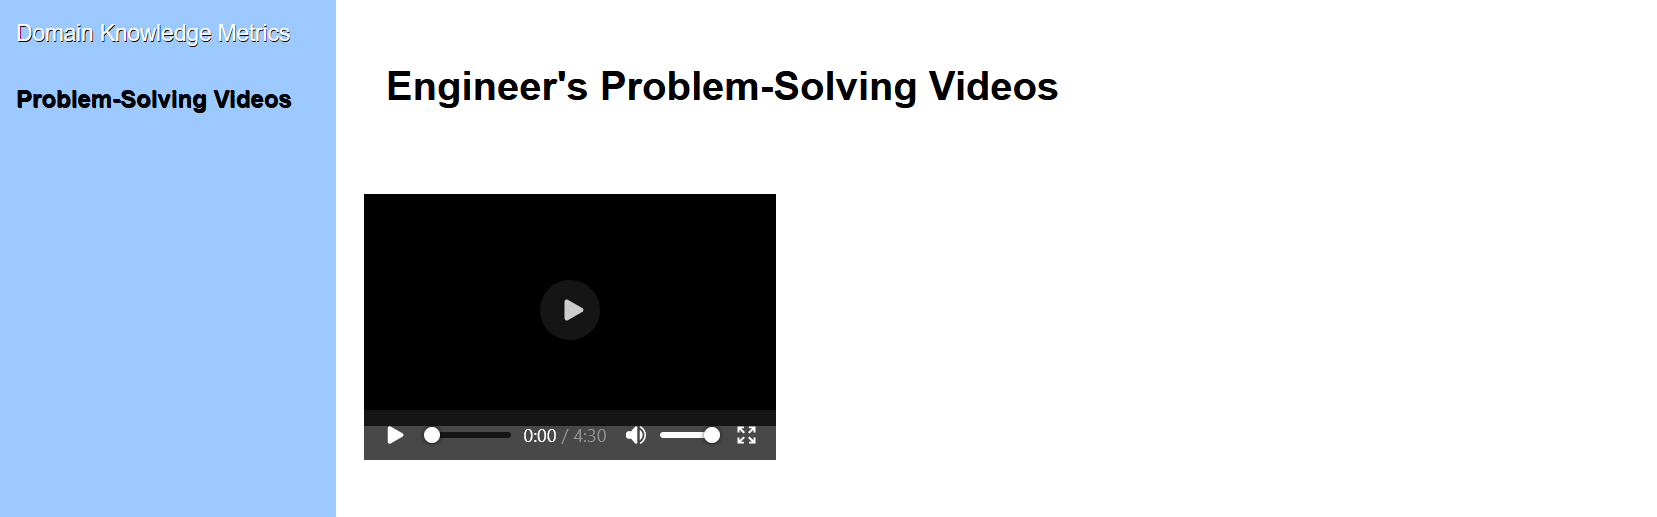 Domain Knowledge Metrics
Problem-Solving Videos
Engineer's Problem-Solving Videos
0:00 / 4:30